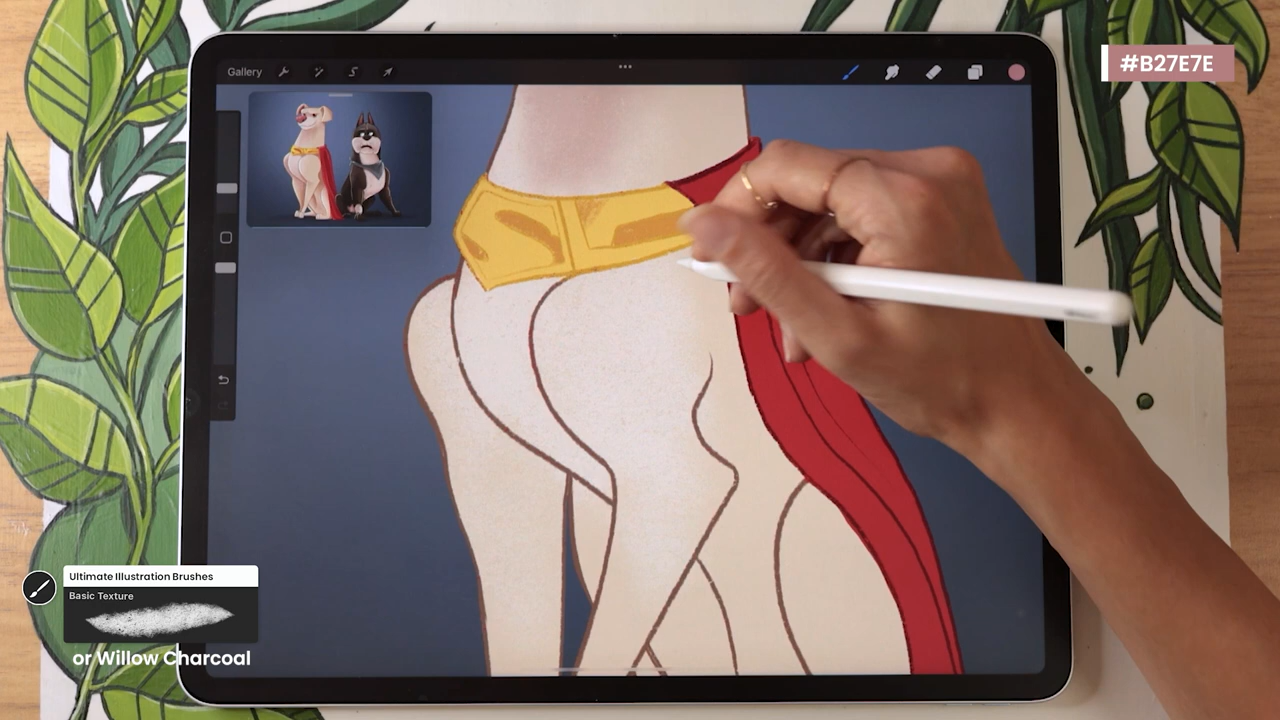 #B27E7E
Gallery
Ultimate Illustration Brushes
Basic Texture
or Willow Charcoal